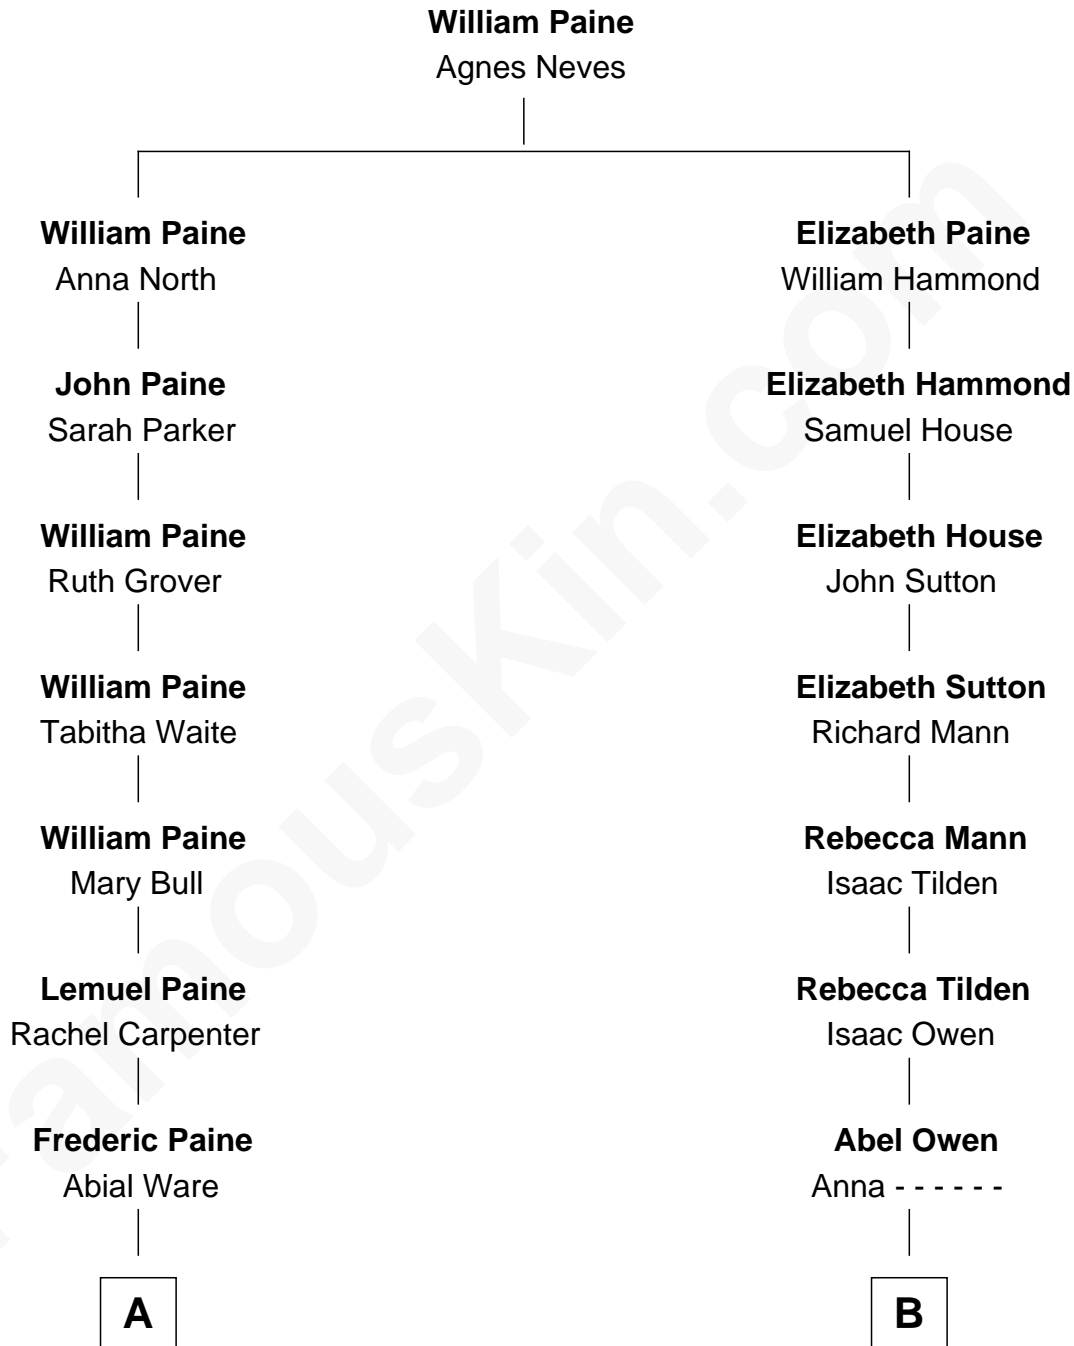 William Paine
Agnes Neves
William Paine
Anna North
Elizabeth Paine
William Hammond
John Paine
Sarah Parker
Elizabeth Hammond
Samuel House
William Paine
Ruth Grover
Elizabeth House
John Sutton
William Paine
Tabitha Waite
Elizabeth Sutton
Richard Mann
William Paine
Mary Bull
Rebecca Mann
Isaac Tilden
Lemuel Paine
Rachel Carpenter
Rebecca Tilden
Isaac Owen
Frederic Paine
Abial Ware
Abel Owen
Anna - - - - - -
A
B
FamousKin.com